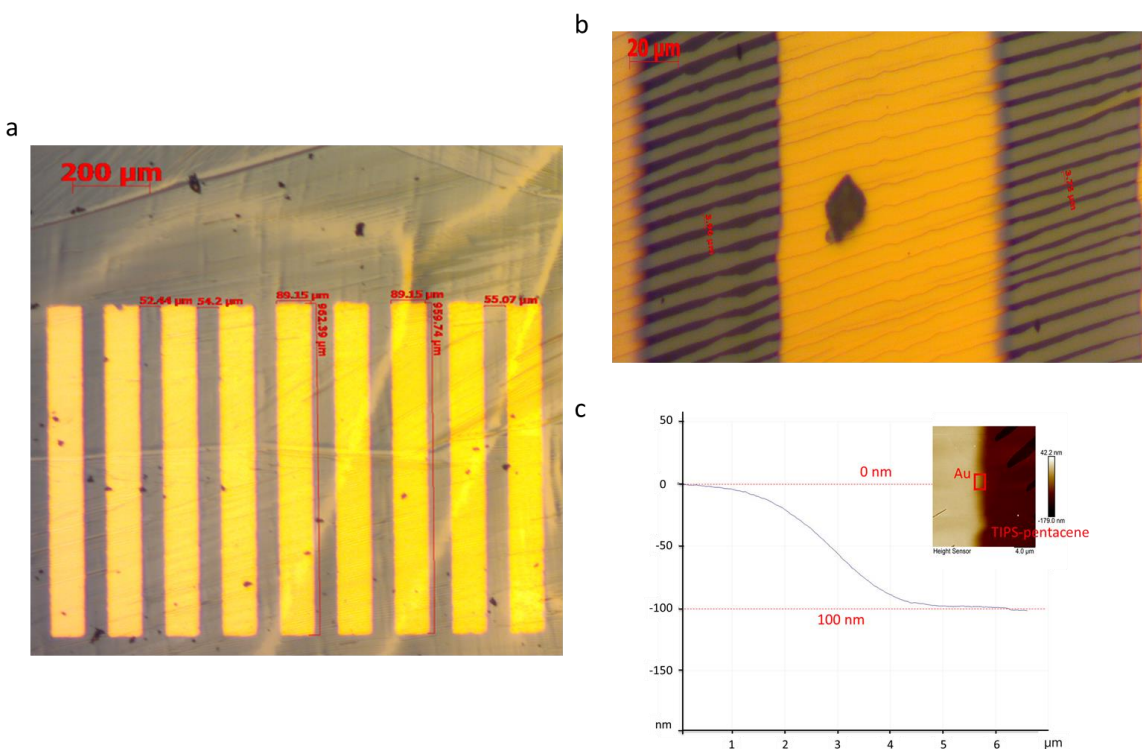 a
200 µm
52.44 µm
54.2 µm
89.15 µm
89.15 µm
55.07 µm
952.39 µm
959.74 µm
b
20 µm
c
50
0
-50
-100
-150
nm
1
2
3
4
5
6
µm
0 nm
100 nm
Au
TIPS-pentacene
42.2 nm
-179.0 nm
Height Sensor
4.0 µm